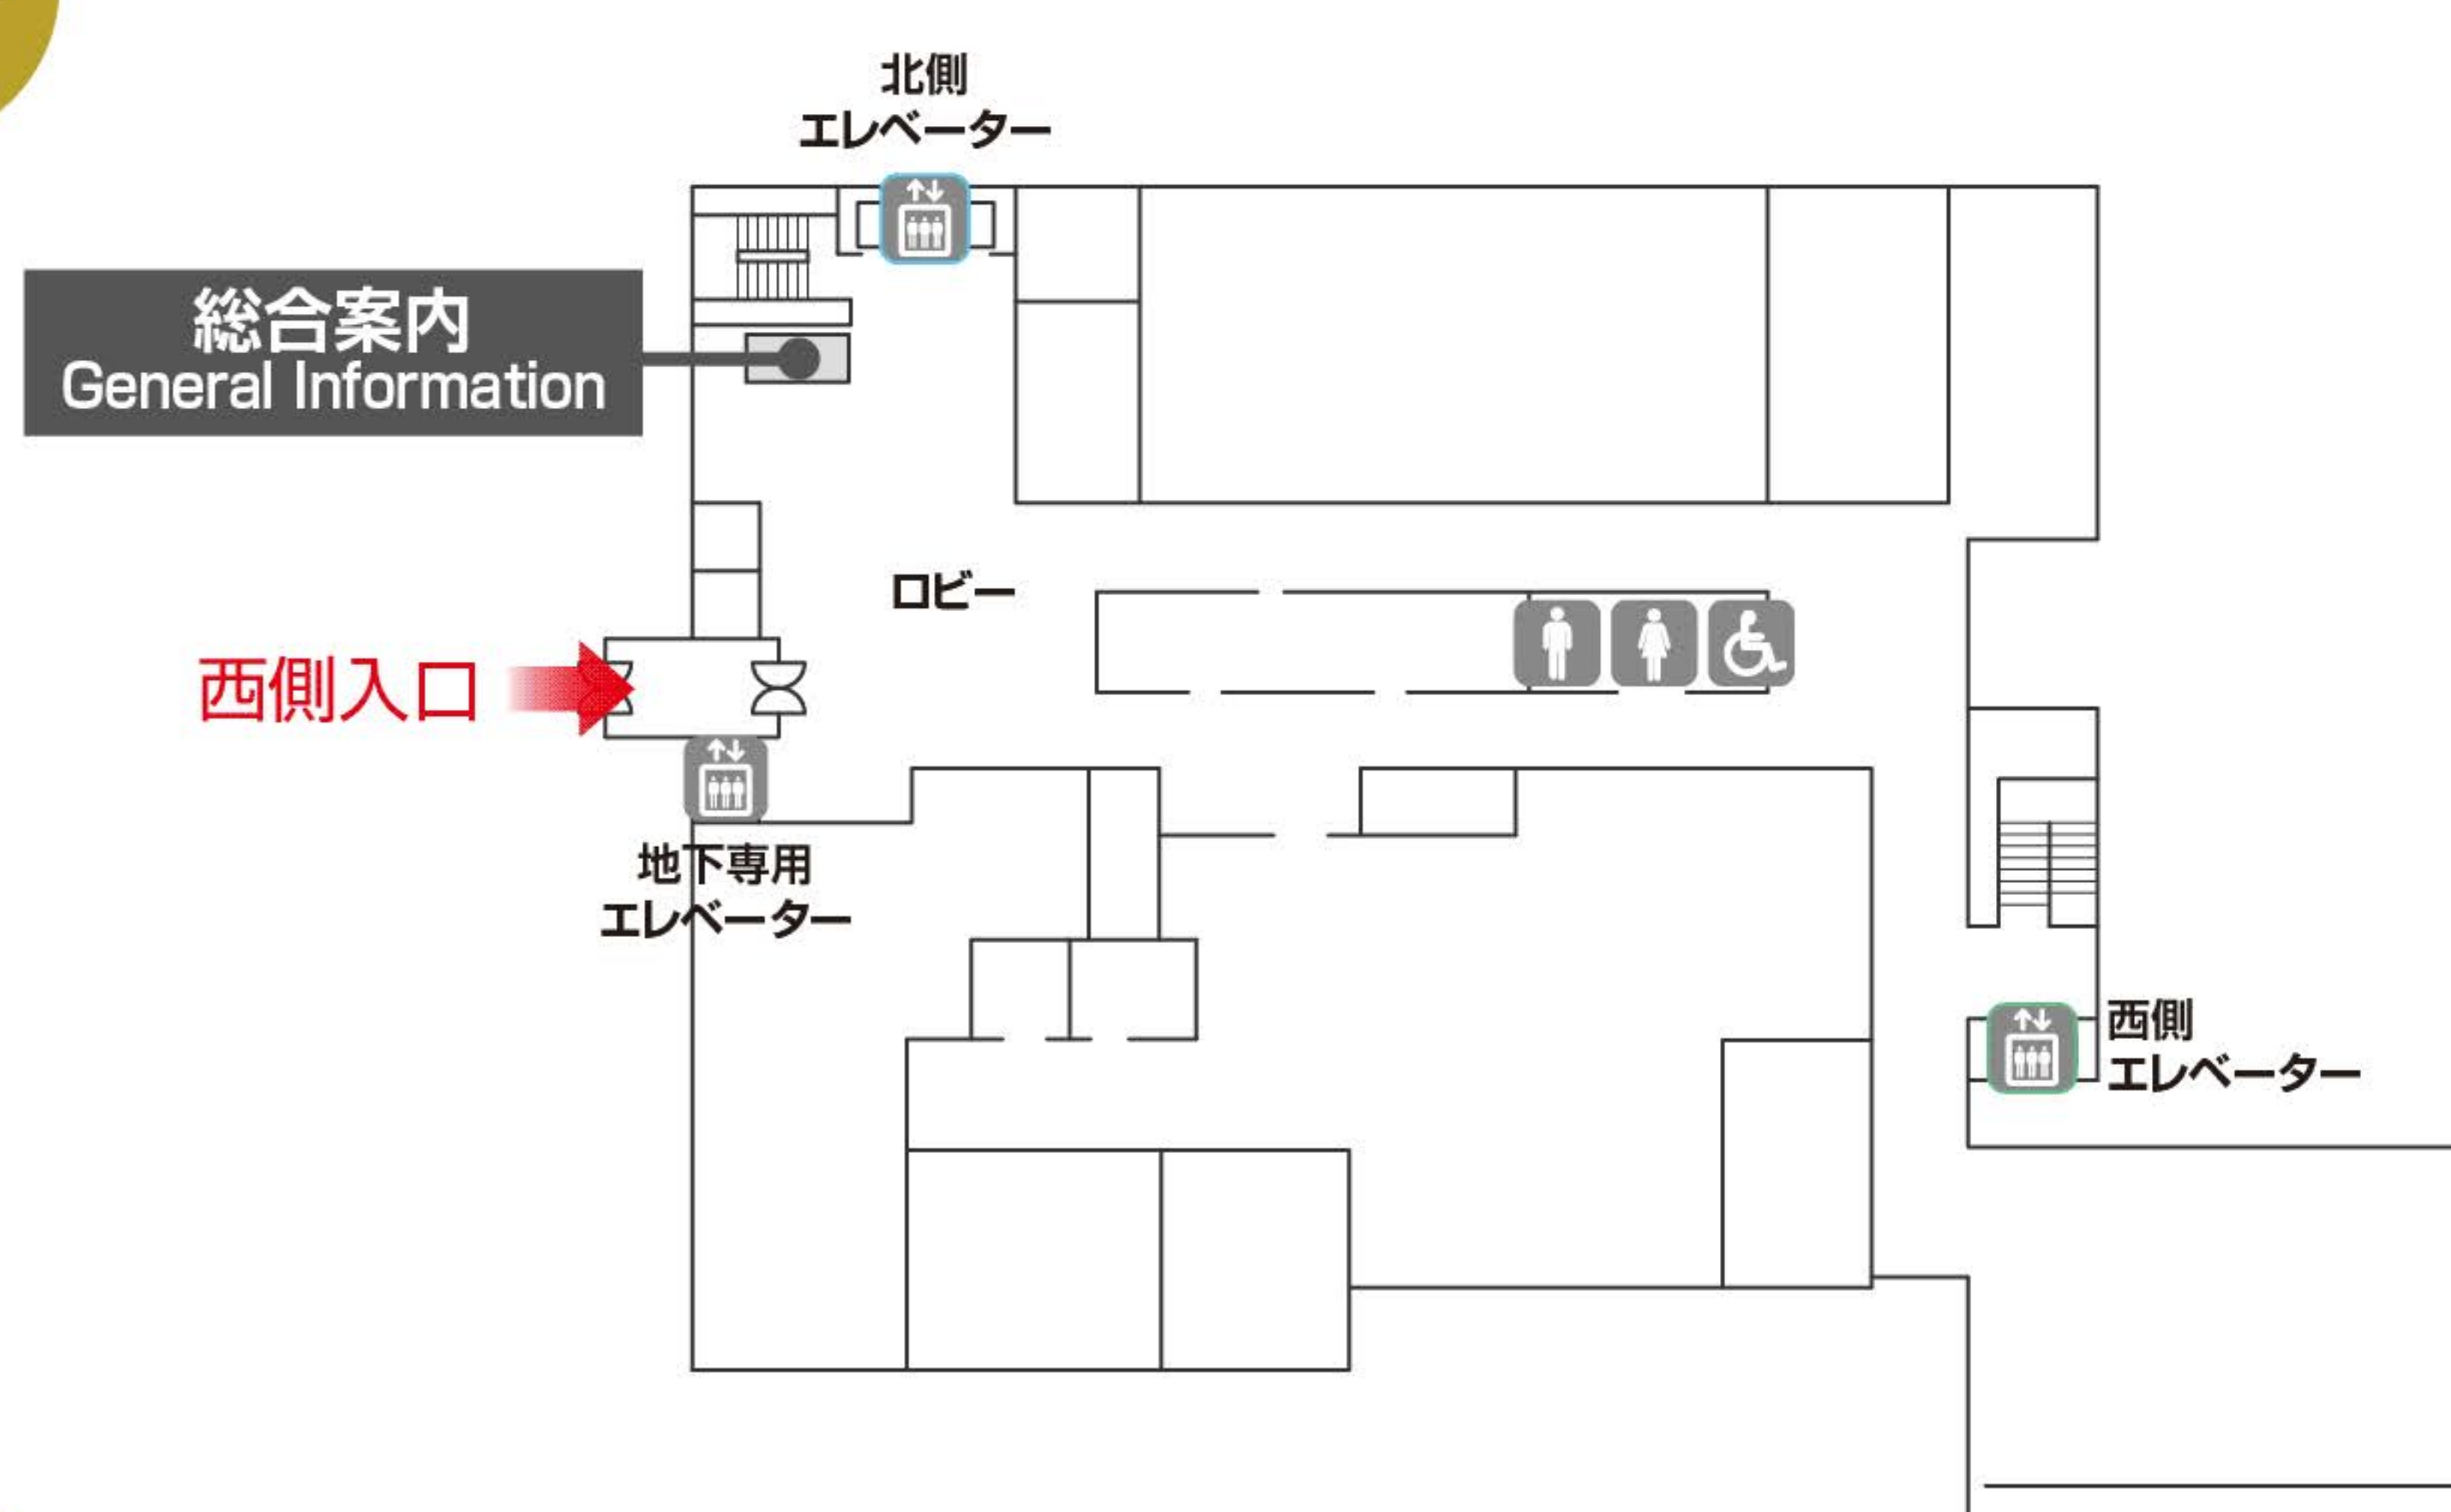 北側
エレベーター
総合案内
General Information
ロビー
西側入口
地下専用
エレベーター
西側
エレベーター